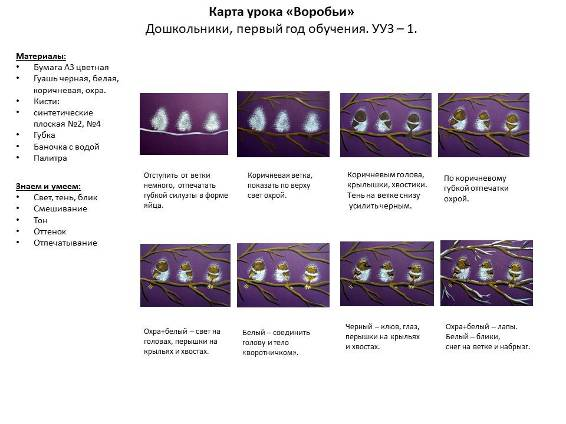 Карта урока «Воробьи»
Дошкольники, первый год обучения. УУЗ – 1.
Материалы:
• Бумага А3 цветная
• Гуашь черная, белая,
коричневая, охра.
• Кисти:
• синтетические
плоская №2, №4
• Губка
• Баночка с водой
• Палитра
Знаем и умеем:
• Свет, тень, блик
• Смешивание
• Тон
• Оттенок
• Отпечатывание
Отступить от ветки
немного, отпечатать
губкой силуэты в форме
яйца.
Коричневая ветка,
показать по верху
свет охрой.
Коричневым голова,
крылышки, хвостики.
Тень на ветке снизу
усилить черным.
По коричневому
губкой отпечатки
охрой.
Охра+белый – свет на
головах, перышки на
крыльях и хвостах.
Белый – соединить
голову и тело
«воротничком».
Черный – клюв, глаз,
перышки на крыльях
и хвостах.
Охра+белый – лапы.
Белый – блики,
снег на ветке и набрызг.